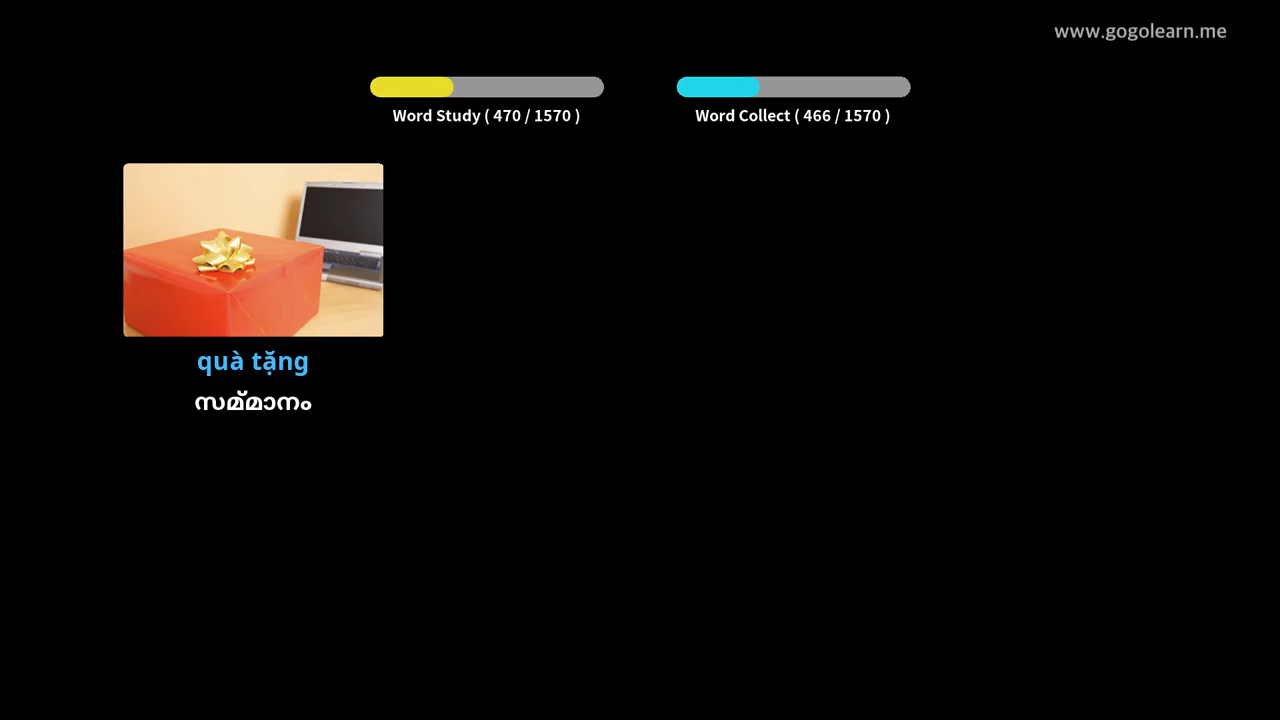 www.gogolearn.me
Word Study ( 470 / 1570 )
Word Collect ( 466 / 1570 )
quà tặng
സമ്മാനം